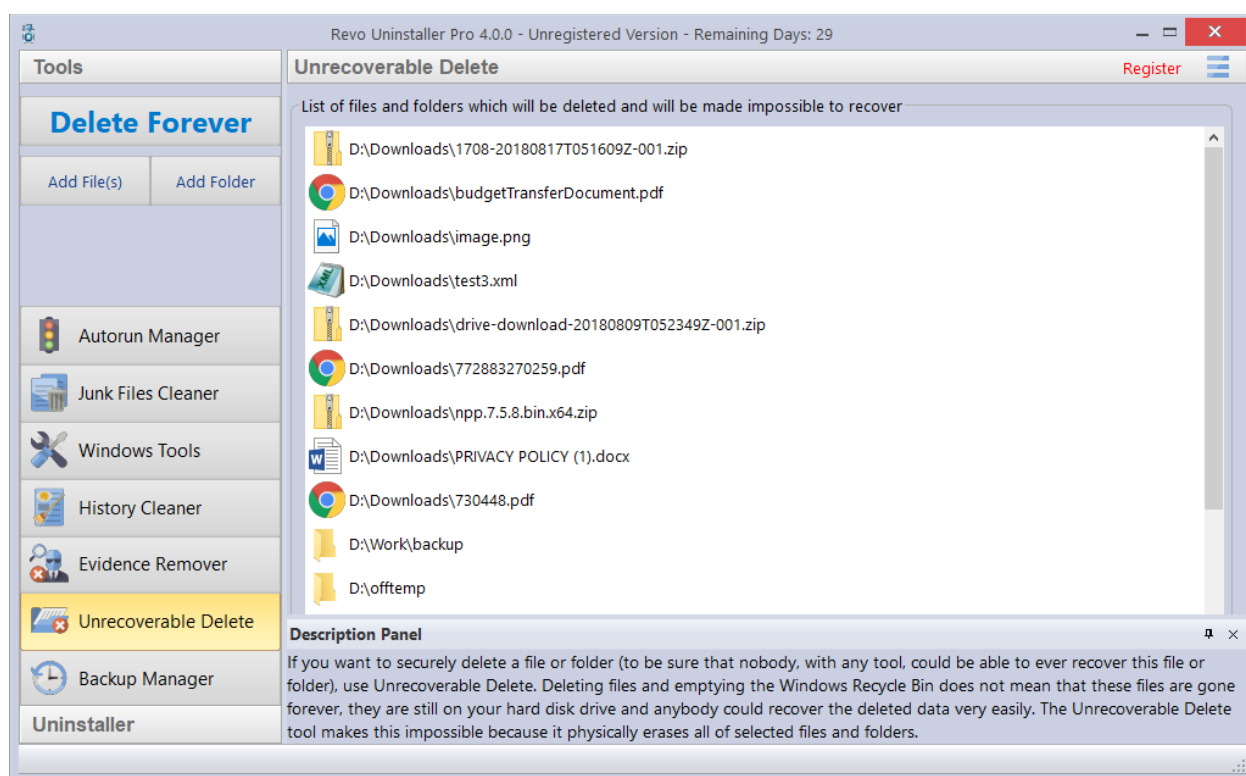 Revo Uninstaller Pro 4.0.0 - Unregistered Version - Remaining Days: 29
Tools
Unrecoverable Delete
Register
Delete Forever
Add File(s)
Add Folder
Autorun Manager
Junk Files Cleaner
Windows Tools
History Cleaner
Evidence Remover
Unrecoverable Delete
Backup Manager
Uninstaller
List of files and folders which will be deleted and will be made impossible to recover
D:\Downloads\1708-20180817T051609Z-001.zip
D:\Downloads\budgetTransferDocument.pdf
D:\Downloads\image.png
XML
D:\Downloads\test3.xml
D:\Downloads\drive-download-20180809T052349Z-001.zip
D:\Downloads\772883270259.pdf
D:\Downloads\npp.7.5.8.bin.x64.zip
W
D:\Downloads\PRIVACY POLICY (1).docx
D:\Downloads\730448.pdf
D:\Work\backup
D:\offtemp
Description Panel
If you want to securely delete a file or folder (to be sure that nobody, with any tool, could be able to ever recover this file or
folder), use Unrecoverable Delete. Deleting files and emptying the Windows Recycle Bin does not mean that these files are gone
forever, they are still on your hard disk drive and anybody could recover the deleted data very easily. The Unrecoverable Delete
tool makes this impossible because it physically erases all of selected files and folders.